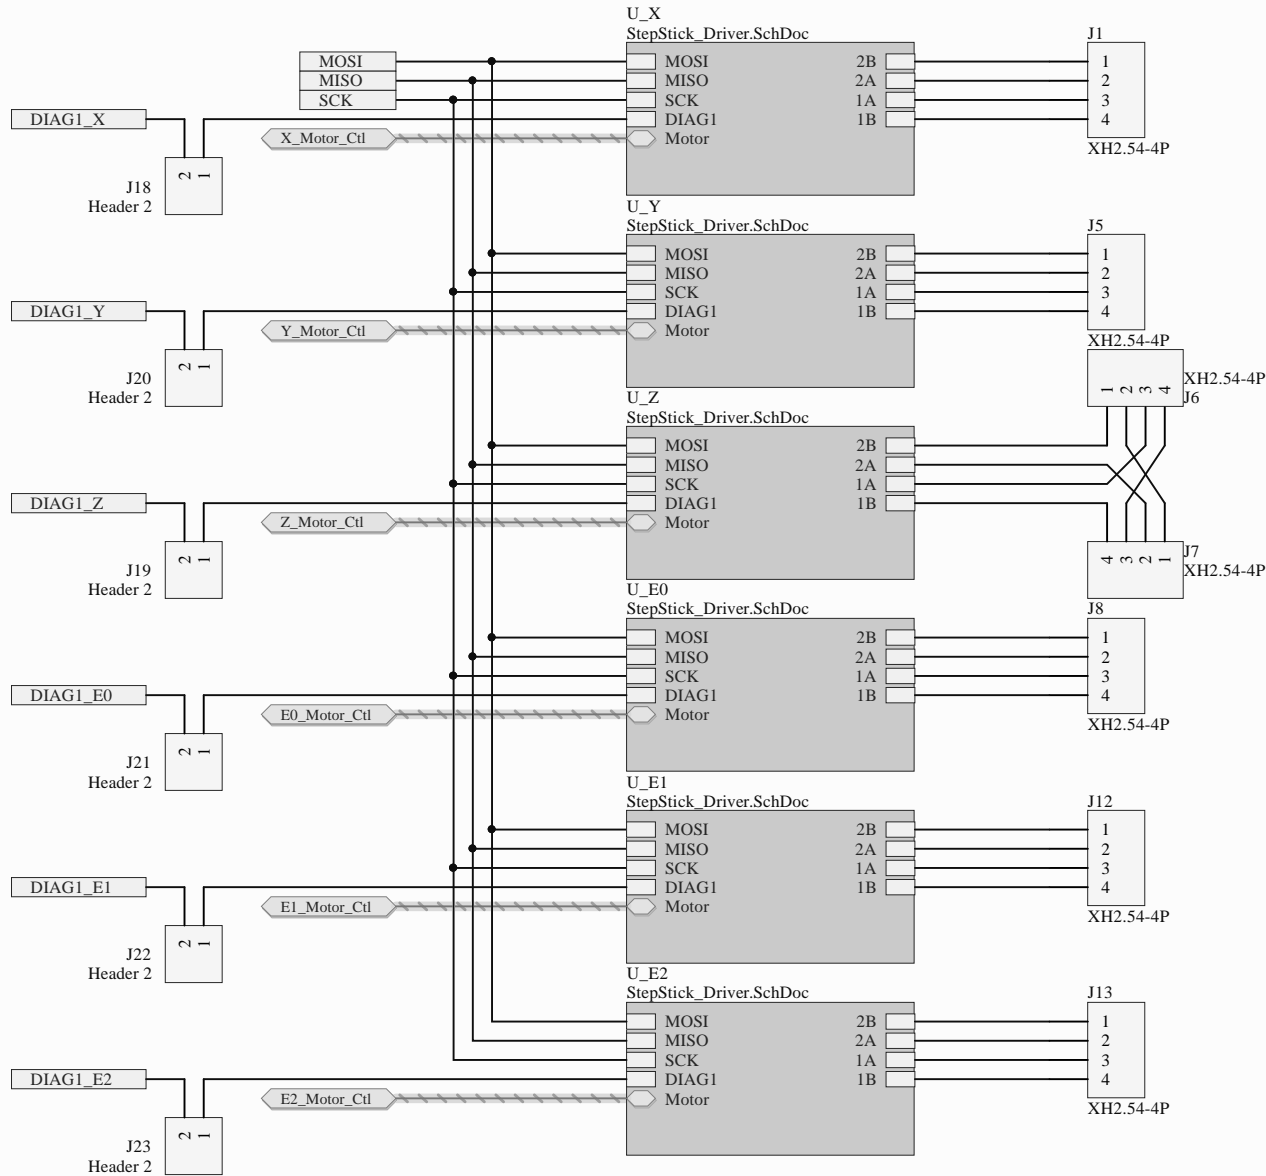 U_X
StepStick_Driver.SchDoc
MOSI
MISO
SCK
DIAG1_X
X_Motor_Ctl
J18
Header 2
2 1
MOSI
MISO
SCK
DIAG1
Motor
2B
2A
1A
1B
J1
1
2
3
4
XH2.54-4P
U_Y
StepStick_Driver.SchDoc
DIAG1_Y
Y_Motor_Ctl
J20
Header 2
2 1
MOSI
MISO
SCK
DIAG1
Motor
2B
2A
1A
1B
J5
1
2
3
4
XH2.54-4P
1 2 3 4
XH2.54-4P
J6
U_Z
StepStick_Driver.SchDoc
DIAG1_Z
Z_Motor_Ctl
J19
Header 2
2 1
MOSI
MISO
SCK
DIAG1
Motor
2B
2A
1A
1B
4 3 2 1
J7
XH2.54-4P
U_E0
StepStick_Driver.SchDoc
DIAG1_E0
E0_Motor_Ctl
J21
Header 2
2 1
MOSI
MISO
SCK
DIAG1
Motor
2B
2A
1A
1B
J8
1
2
3
4
XH2.54-4P
U_E1
StepStick_Driver.SchDoc
DIAG1_E1
E1_Motor_Ctl
J22
Header 2
2 1
MOSI
MISO
SCK
DIAG1
Motor
2B
2A
1A
1B
J12
1
2
3
4
XH2.54-4P
U_E2
StepStick_Driver.SchDoc
DIAG1_E2
E2_Motor_Ctl
J23
Header 2
2 1
MOSI
MISO
SCK
DIAG1
Motor
2B
2A
1A
1B
J13
1
2
3
4
XH2.54-4P